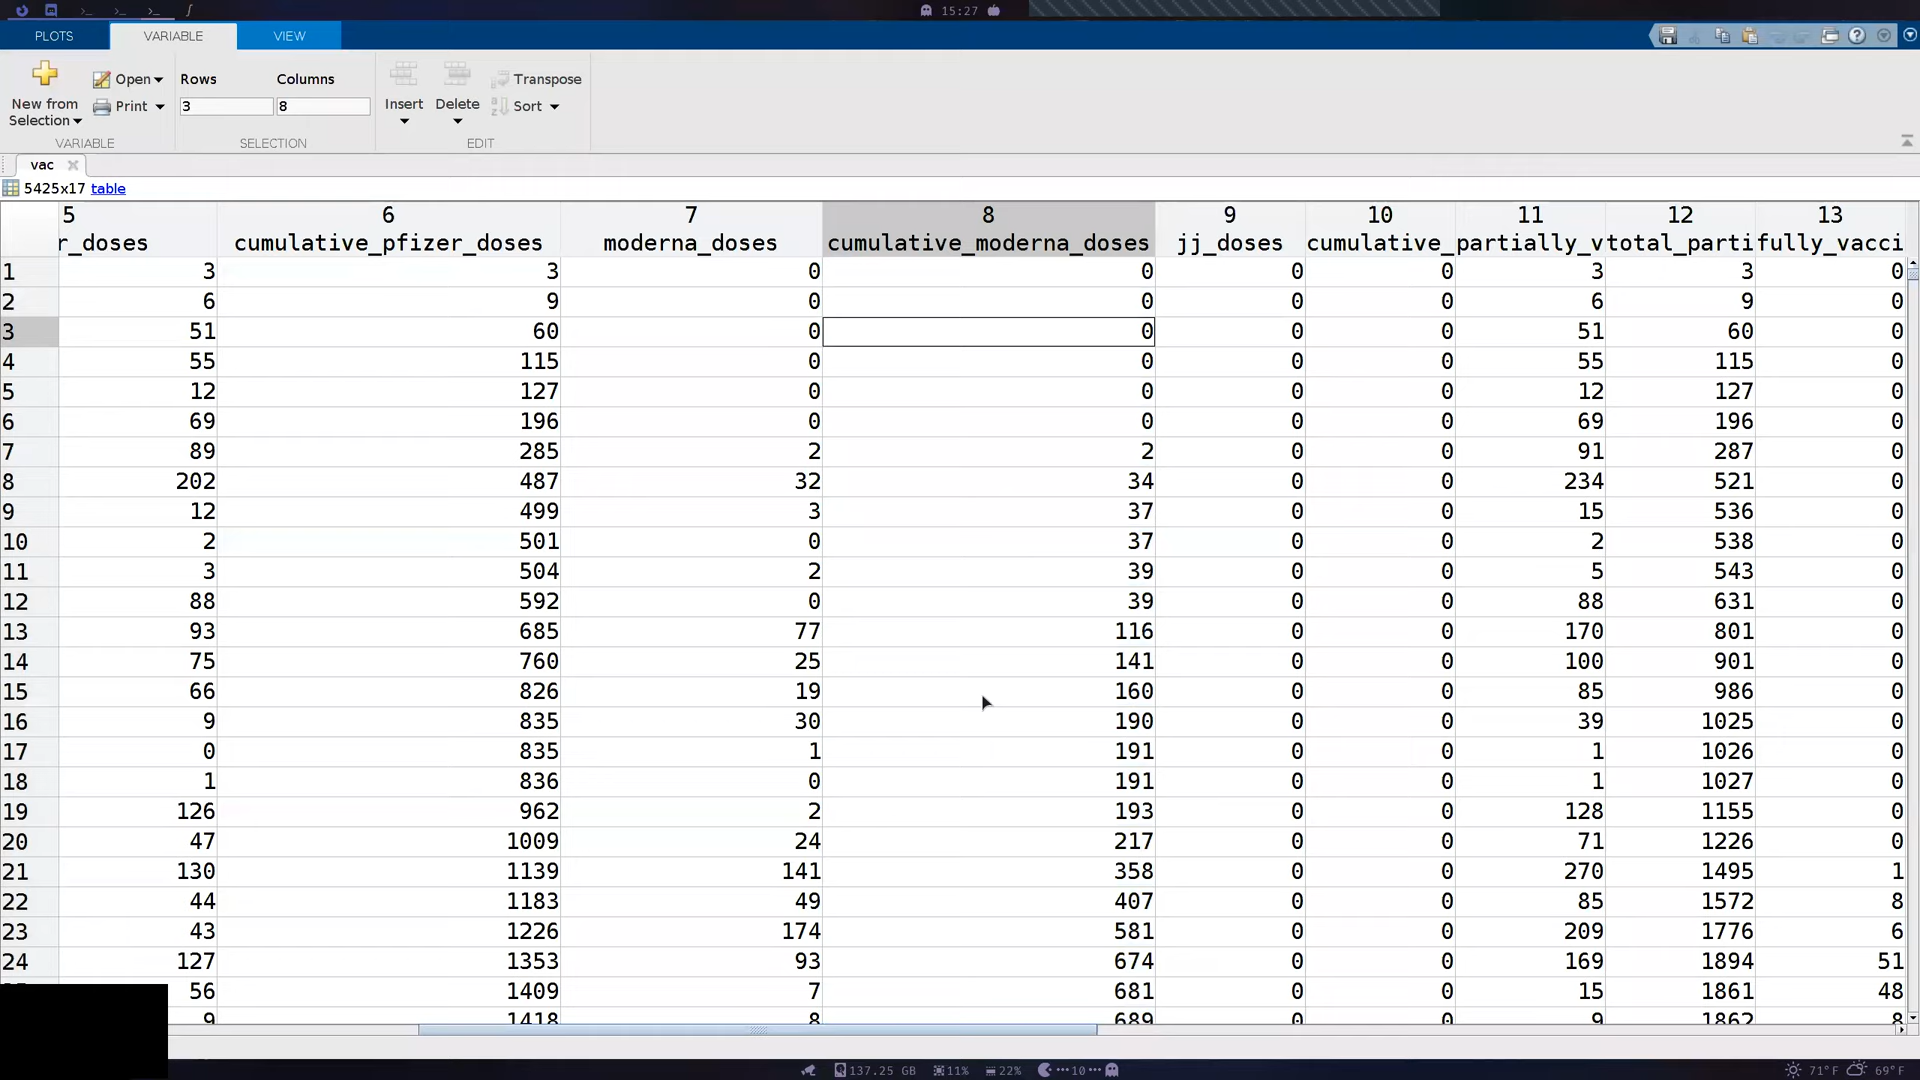 15:27
PLOTS VARIABLE VIEW
New from Selection Open Print Rows Columns 3 8 Insert Delete Transpose Sort
VARIABLE SELECTION EDIT
vac
5425x17 table
5 6 7 8 9 10 11 12 13
r_doses cumulative_pfizer_doses moderna_doses cumulative_moderna_doses jj_doses cumulative_ partially_v total_parti fully_vacci
1 3 3 0 0 0 0 3 3 0
2 6 9 0 0 0 0 6 9 0
3 51 60 0 0 0 0 51 60 0
4 55 115 0 0 0 0 55 115 0
5 12 127 0 0 0 0 12 127 0
6 69 196 0 0 0 0 69 196 0
7 89 285 2 2 0 0 91 287 0
8 202 487 32 34 0 0 234 521 0
9 12 499 3 37 0 0 15 536 0
10 2 501 0 37 0 0 2 538 0
11 3 504 2 39 0 0 5 543 0
12 88 592 0 39 0 0 88 631 0
13 93 685 77 116 0 0 170 801 0
14 75 760 25 141 0 0 100 901 0
15 66 826 19 160 0 0 85 986 0
16 9 835 30 190 0 0 39 1025 0
17 0 835 1 191 0 0 1 1026 0
18 1 836 0 191 0 0 1 1027 0
19 126 962 2 193 0 0 128 1155 0
20 47 1009 24 217 0 0 71 1226 0
21 130 1139 141 358 0 0 270 1495 1
22 44 1183 49 407 0 0 85 1572 8
23 43 1226 174 581 0 0 209 1776 6
24 127 1353 93 674 0 0 169 1894 51
56 1409 7 681 0 0 15 1861 48
9 1418 8 689 0 0 9 1862 8
137.25 GB 11% 22% 10 71°F 69°F